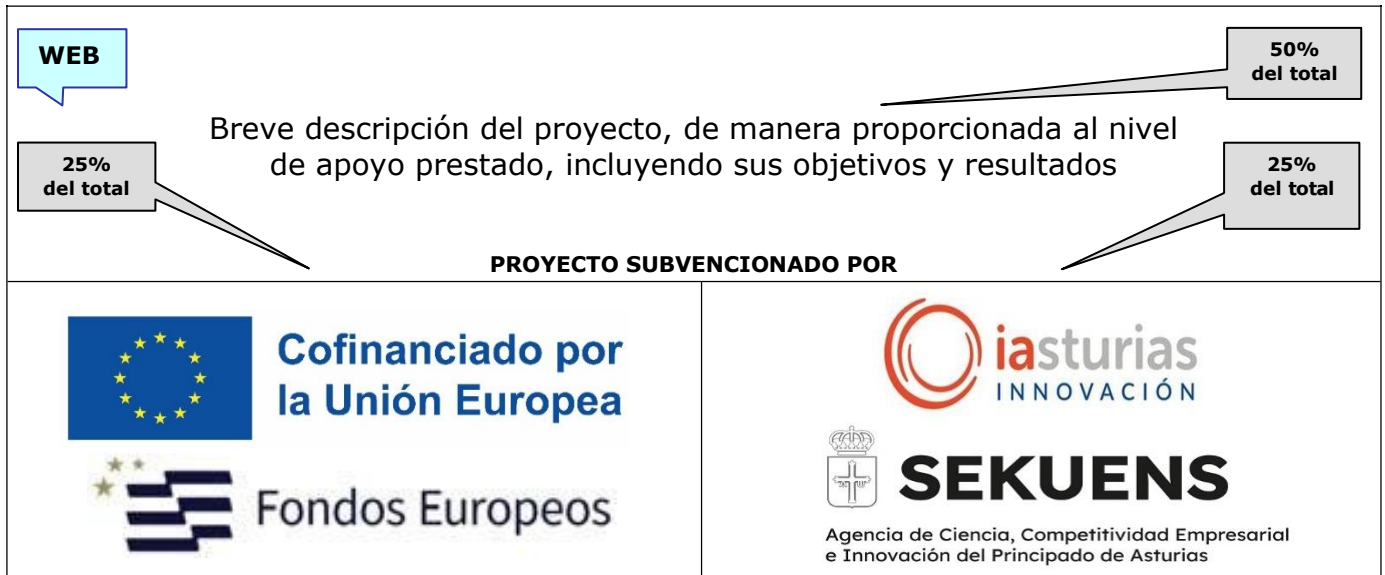 WEB
50%
del total
Breve descripción del proyecto, de manera proporcionada al nivel
de apoyo prestado, incluyendo sus objetivos y resultados
25%
del total
25%
del total
PROYECTO SUBVENCIONADO POR
Cofinanciado por
la Unión Europea
Fondos Europeos
iasturias
INNOVACIÓN
SEKUENS
Agencia de Ciencia, Competitividad Empresarial
e Innovación del Principado de Asturias